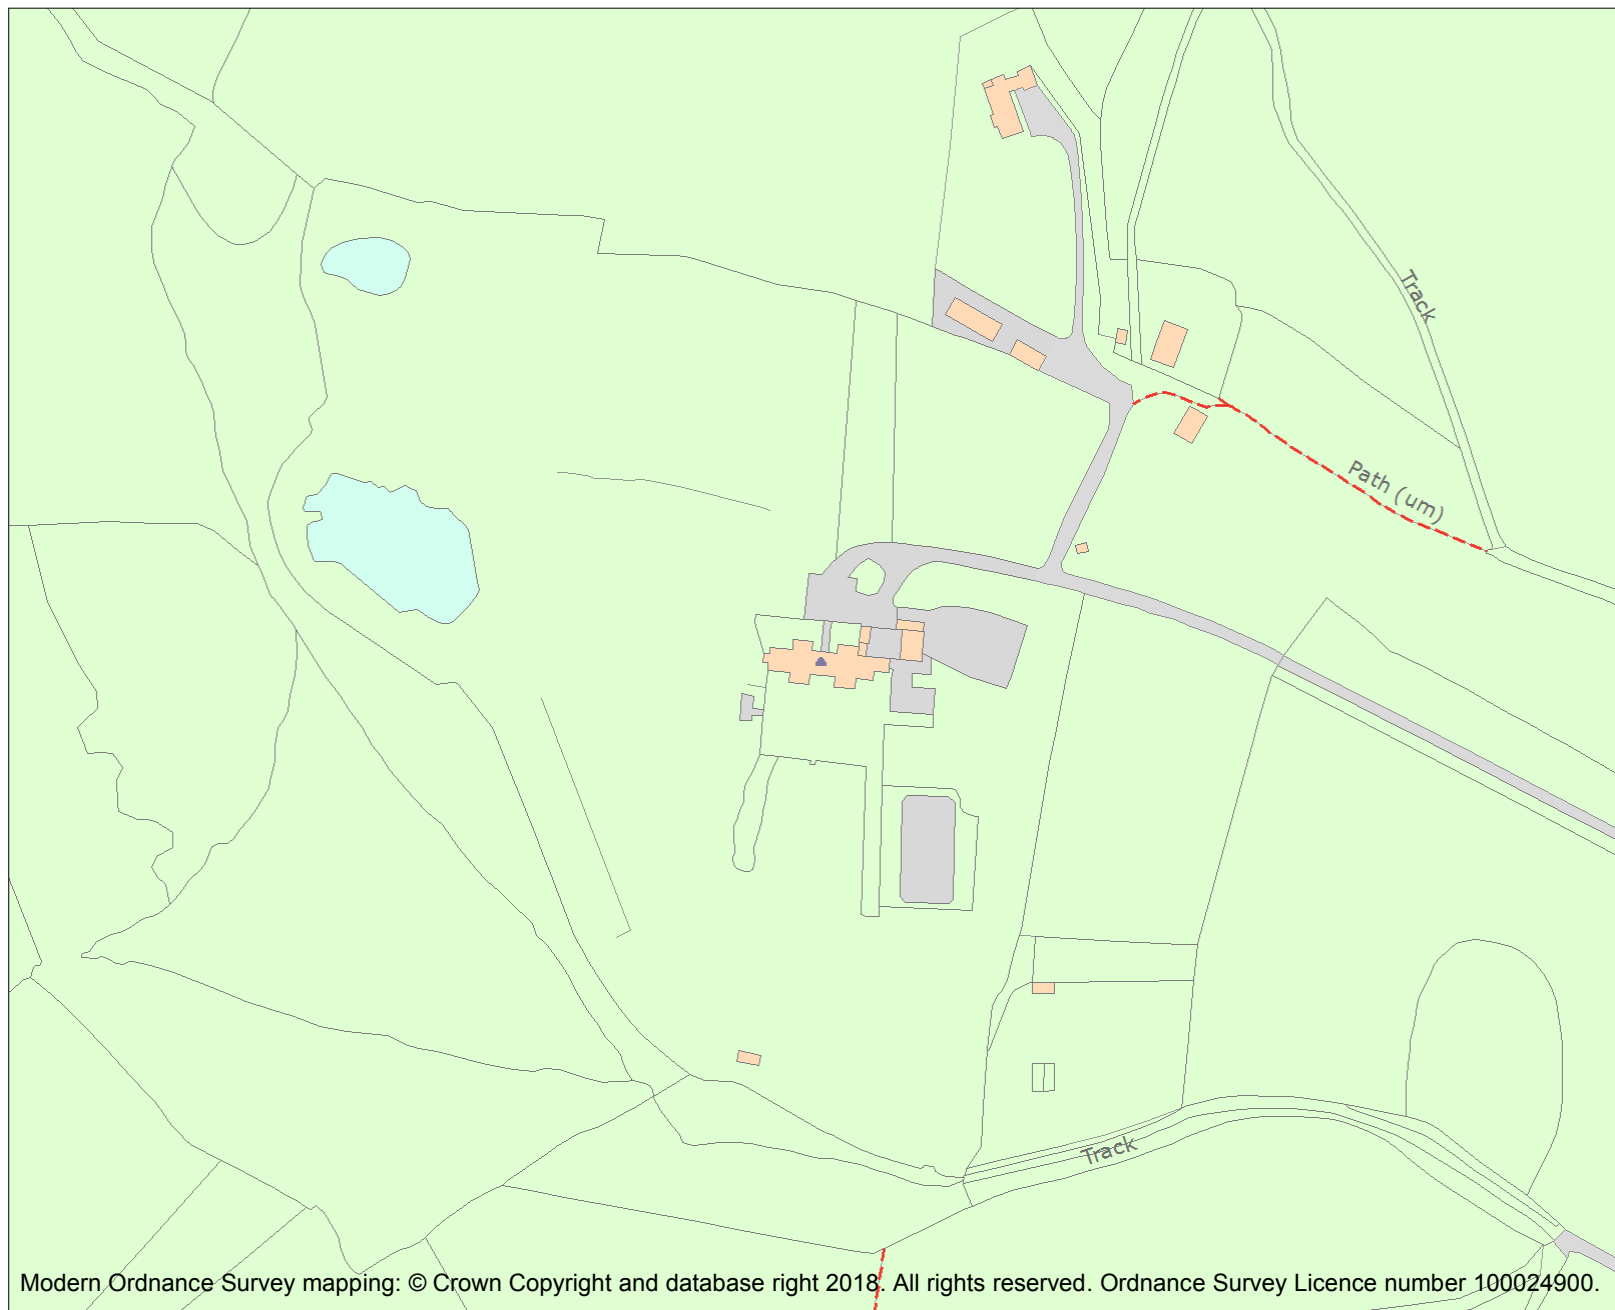 Track
Path (um)
Track
Modern Ordnance Survey mapping: © Crown Copyright and database right 2018. All rights reserved. Ordnance Survey Licence number 100024900.